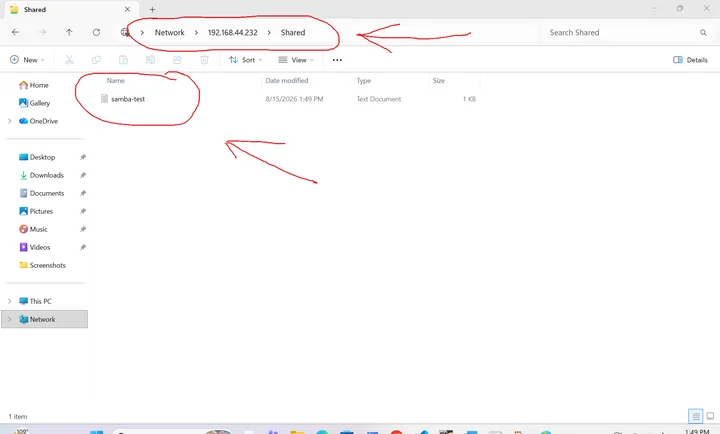 Shared
Network 192.168.44.232 Shared
Search Shared
New
Sort
View
Details
Name Date modified Type Size
samba-test 8/15/2026 1:49 PM Text Document 1 KB
Home
Gallery
OneDrive
Desktop
Downloads
Documents
Pictures
Music
Videos
Screenshots
This PC
Network
1 item
109°
1:49 PM